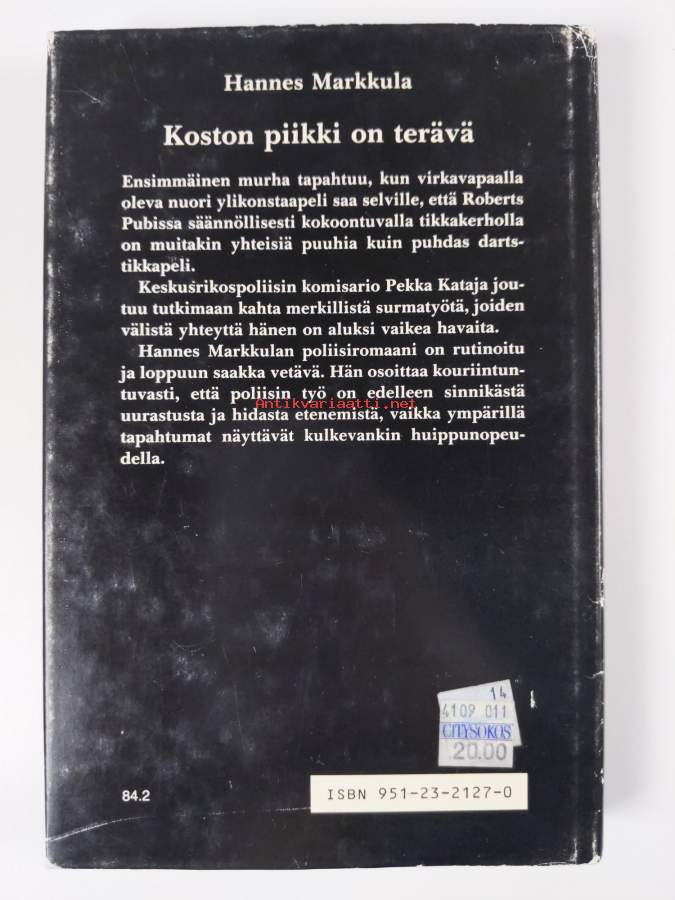 Hannes Markkula
Koston piikki on terävä
Ensimmäinen murha tapahtuu, kun virkavapaalla
oleva nuori ylikonstaapeli saa selville, että Roberts
Pubissa säännöllisesti kokoontuvalla tikkakerholla
on muitakin yhteisiä puuhia kuin puhdas darts-
tikkapeli.
Keskusrikospoliisin komisario Pekka Kataja jou-
tuu tutkimaan kahta merkillistä surmatyötä, joiden
välistä yhteyttä hänen on aluksi vaikea havaita.
Hannes Markkulan poliisiromaani on rutinoitu
ja loppuun saakka vetävä. Hän osoittaa kouriintun-
tuvasti, että poliisin työ on edelleen sinnikästä
Antikvariaatti.net
uurastusta ja hidasta etenemistä, vaikka ympärillä
tapahtumat näyttävät kulkevankin huippunopeu-
della.
14
4109 011
CITYSOKOS
20.00
84.2
ISBN 951-23-2127-0